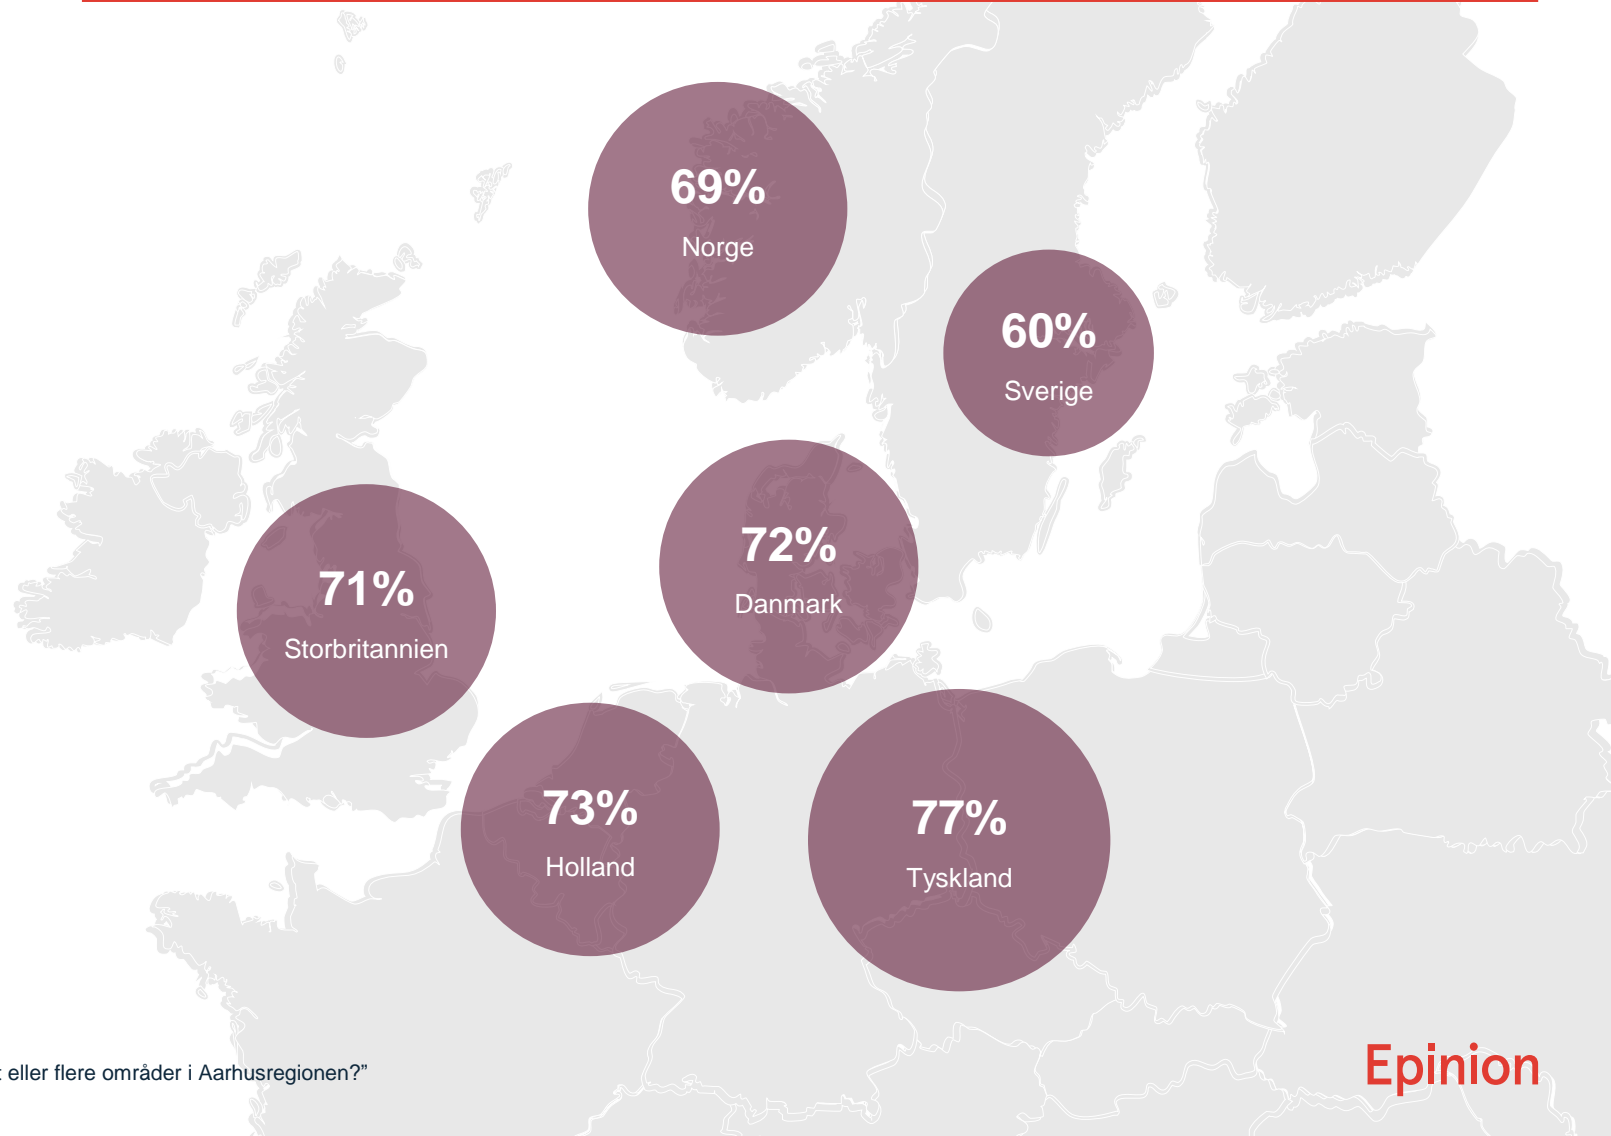 69%
Norge
60%
Sverige
72%
Danmark
71%
Storbritannien
73%
Holland
77%
Tyskland
eller flere områder i Aarhusregionen?”
Epinion